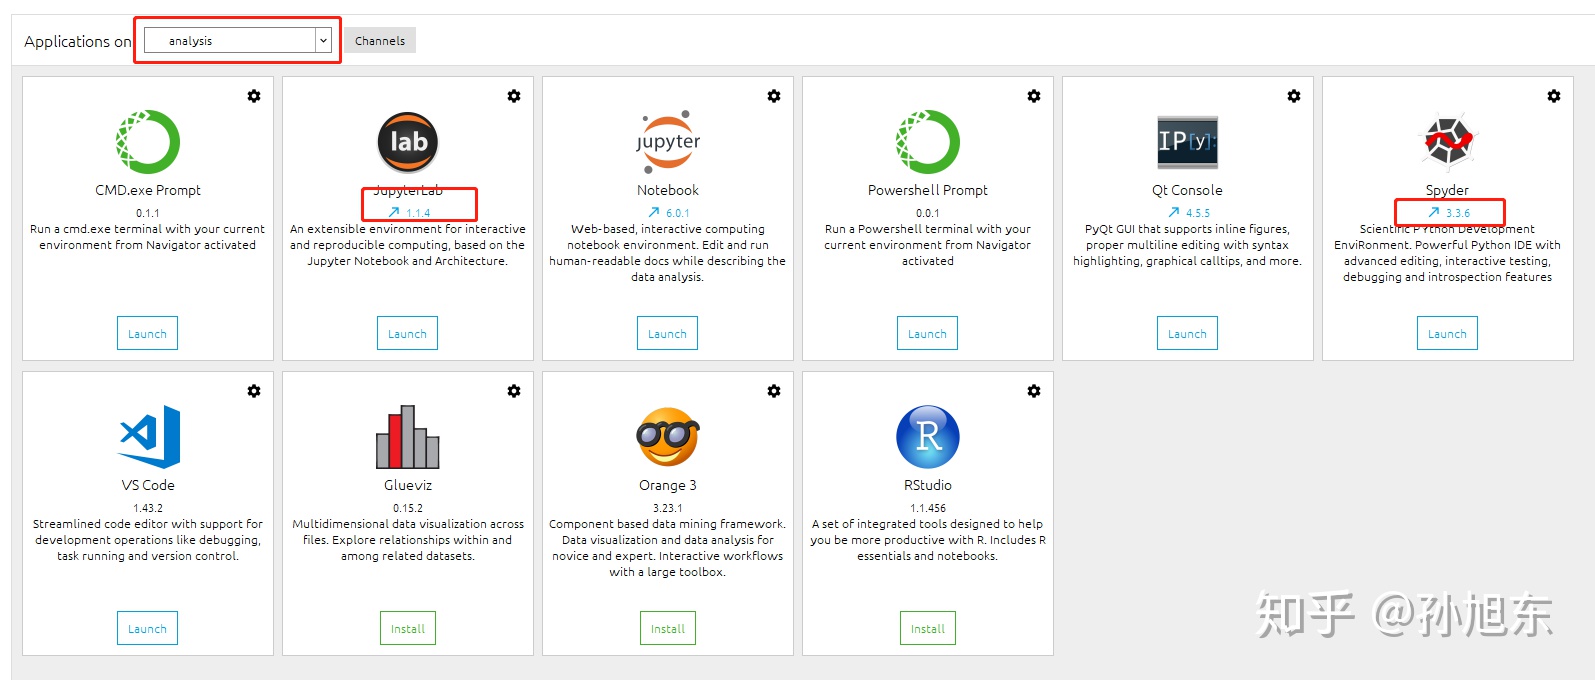 Applications on
analysis
Channels
CMD.exe Prompt
0.1.1
Run a cmd.exe terminal with your current
environment from Navigator activated
Launch
lab
JupyterLab
1.1.4
An extensible environment for interactive
and reproducible computing, based on the
Jupyter Notebook and Architecture.
Launch
jupyter
Notebook
6.0.1
Web-based, interactive computing
notebook environment. Edit and run
human-readable docs while describing the
data analysis.
Launch
Powershell Prompt
0.0.1
Run a Powershell terminal with your
current environment from Navigator
activated
Launch
IP[y]:
Qt Console
4.5.5
PyQt GUI that supports inline figures,
proper multiline editing with syntax
highlighting, graphical calltips, and more.
Launch
Spyder
3.3.6
Scientific Python Development
EnviRonment. Powerful Python IDE with
advanced editing, interactive testing,
debugging and introspection features
Launch
VS Code
1.43.2
Streamlined code editor with support for
development operations like debugging,
task running and version control.
Launch
Glueviz
0.15.2
Multidimensional data visualization across
files. Explore relationships within and
among related datasets.
Install
Orange 3
3.23.1
Component based data mining framework.
Data visualization and data analysis for
novice and expert. Interactive workflows
with a large toolbox.
Install
R
RStudio
1.1.456
A set of integrated tools designed to help
you be more productive with R. Includes R
essentials and notebooks.
Install
知乎 @孙旭东